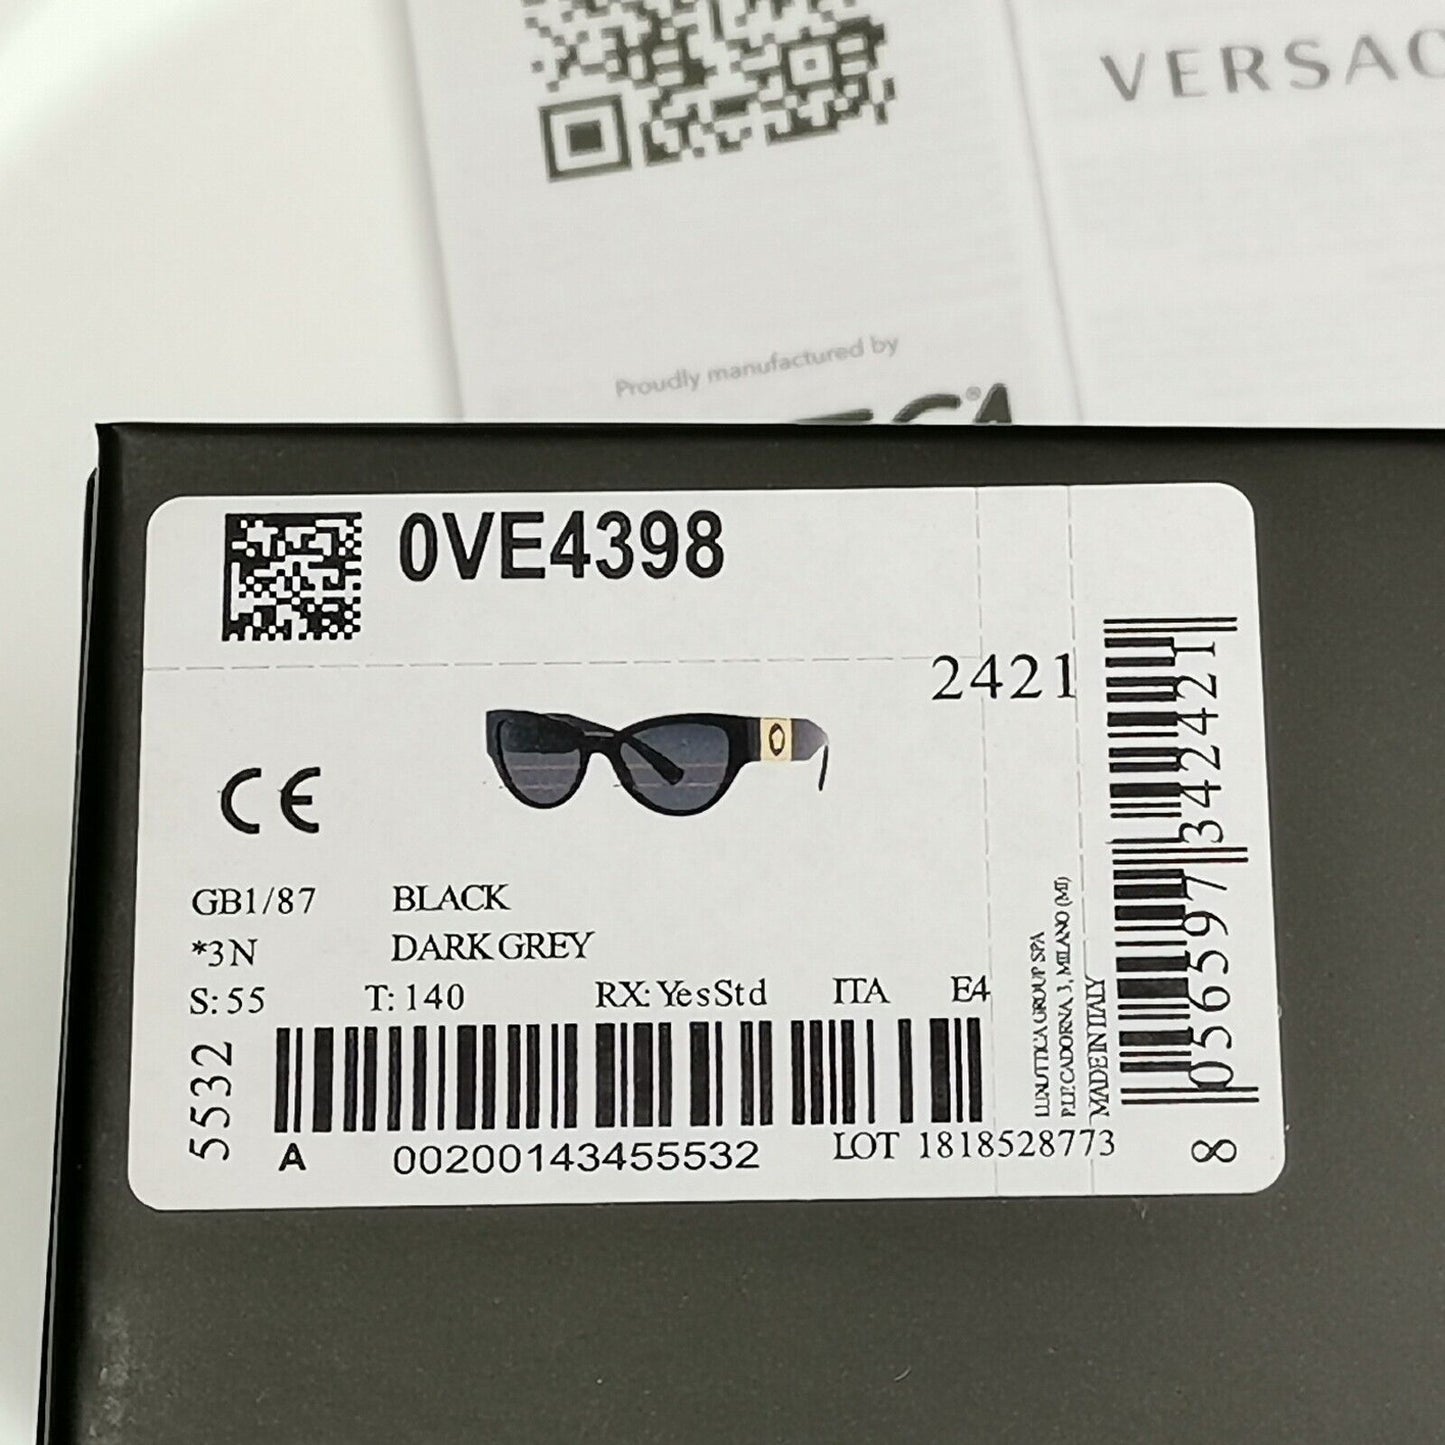 VERSAC
Proudly manufactured by
0VE4398
2421
CE
GB1/87 BLACK
*3N DARK GREY
S: 55 T: 140 RX: YesStd ITA E4
5532
A 00200143455532 LOT 1818528773
LUXOTTICA GROUP SPA
P.LE CADORNA 3, MILANO (MI)
MADE IN ITALY
8 056597 342421